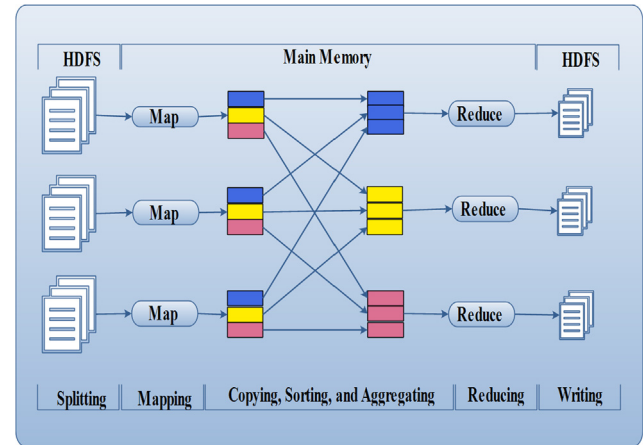 HDFS Main Memory HDFS
Map Reduce
Map Reduce
Map Reduce
Splitting Mapping Copying, Sorting, and Aggregating Reducing Writing